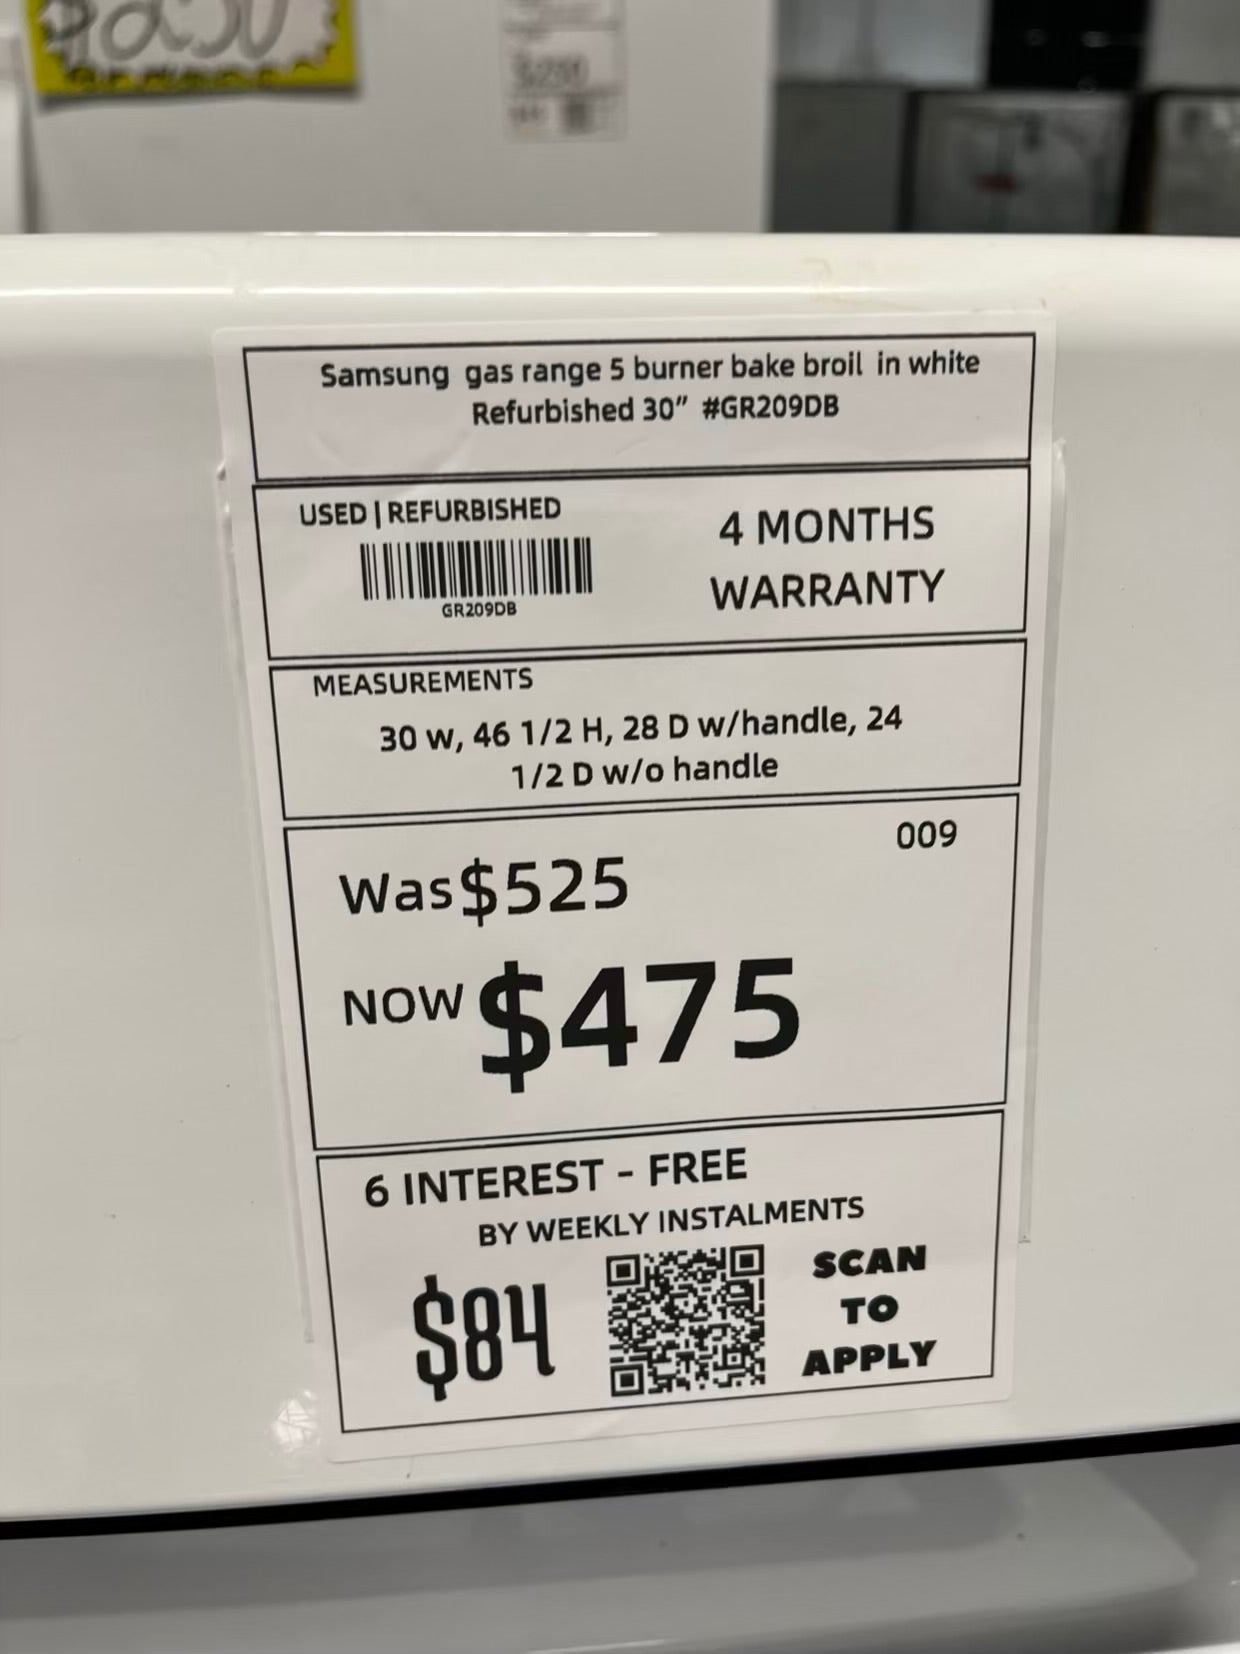 Samsung gas range 5 burner bake broil in white
Refurbished 30" #GR209DB
USED | REFURBISHED
GR209DB
4 MONTHS
WARRANTY
MEASUREMENTS
30 w, 46 1/2 H, 28 D w/handle, 24
1/2 D w/o handle
009
Was $525
NOW $475
6 INTEREST - FREE
BY WEEKLY INSTALMENTS
$84
SCAN
TO
APPLY